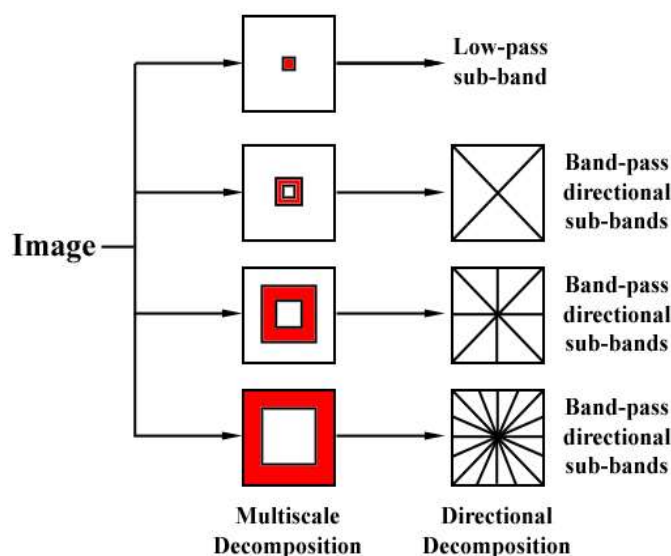 Low-pass
sub-band
Band-pass
directional
sub-bands
Image
Band-pass
directional
sub-bands
Band-pass
directional
sub-bands
Multiscale
Decomposition
Directional
Decomposition